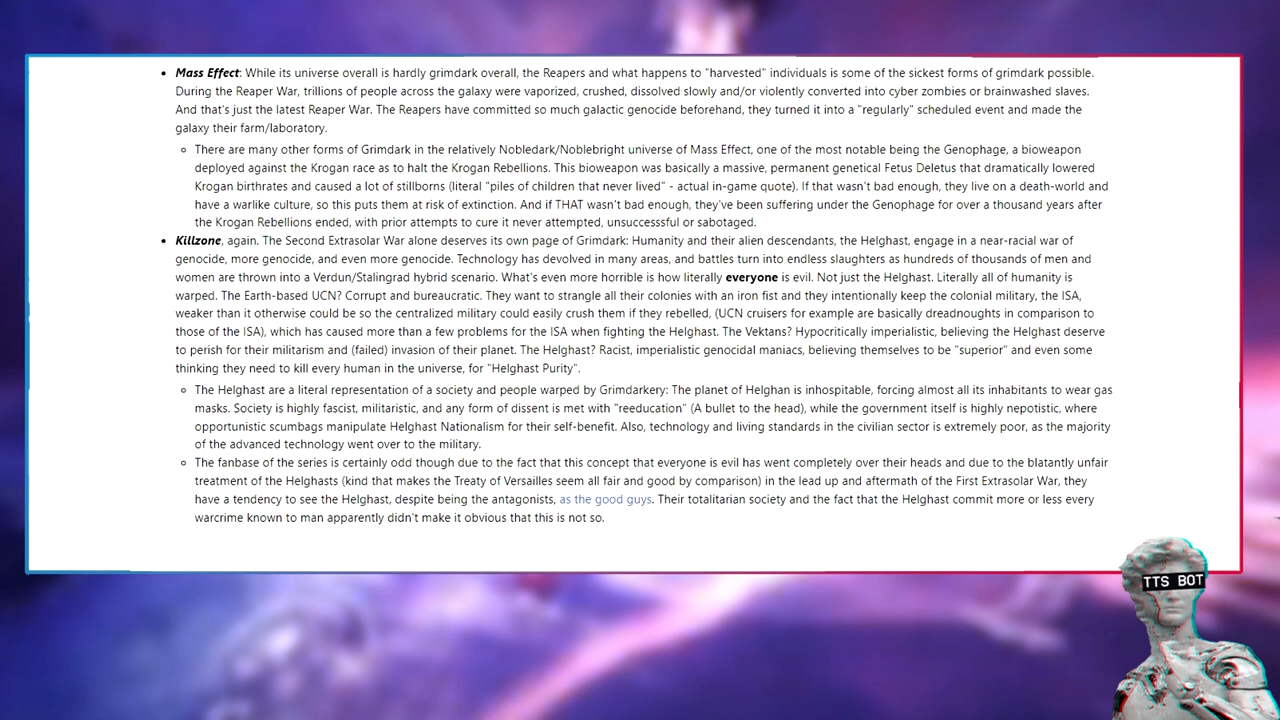 Mass Effect: While its universe overall is hardly grimdark overall, the Reapers and what happens to "harvested" individuals is some of the sickest forms of grimdark possible.
During the Reaper War, trillions of people across the galaxy were vaporized, crushed, dissolved slowly and/or violently converted into cyber zombies or brainwashed slaves.
And that's just the latest Reaper War. The Reapers have committed so much galactic genocide beforehand, they turned it into a "regularly" scheduled event and made the
galaxy their farm/laboratory.
There are many other forms of Grimdark in the relatively Nobledark/Noblebright universe of Mass Effect, one of the most notable being the Genophage, a bioweapon
deployed against the Krogan race as to halt the Krogan Rebellions. This bioweapon was basically a massive, permanent genetical Fetus Deletus that dramatically lowered
Krogan birthrates and caused a lot of stillborns (literal "piles of children that never lived" - actual in-game quote). If that wasn't bad enough, they live on a death-world and
have a warlike culture, so this puts them at risk of extinction. And if THAT wasn't bad enough, they've been suffering under the Genophage for over a thousand years after
the Krogan Rebellions ended, with prior attempts to cure it never attempted, unsucccessful or sabotaged.
Killzone, again. The Second Extrasolar War alone deserves its own page of Grimdark: Humanity and their alien descendants, the Helghast, engage in a near-racial war of
genocide, more genocide, and even more genocide. Technology has devolved in many areas, and battles turn into endless slaughters as hundreds of thousands of men and
women are thrown into a Verdun/Stalingrad hybrid scenario. What's even more horrible is how literally everyone is evil. Not just the Helghast. Literally all of humanity is
warped. The Earth-based UCN? Corrupt and bureaucratic. They want to strangle all their colonies with an iron fist and they intentionally keep the colonial military, the ISA,
weaker than it otherwise could be so the centralized military could easily crush them if they rebelled, (UCN cruisers for example are basically dreadnoughts in comparison to
those of the ISA), which has caused more than a few problems for the ISA when fighting the Helghast. The Vektans? Hypocritically imperialistic, believing the Helghast deserve
to perish for their militarism and (failed) invasion of their planet. The Helghast? Racist, imperialistic genocidal maniacs, believing themselves to be "superior" and even some
thinking they need to kill every human in the universe, for "Helghast Purity".
The Helghast are a literal representation of a society and people warped by Grimdarkery: The planet of Helghan is inhospitable, forcing almost all its inhabitants to wear gas
masks. Society is highly fascist, militaristic, and any form of dissent is met with "reeducation" (A bullet to the head), while the government itself is highly nepotistic, where
opportunistic scumbags manipulate Helghast Nationalism for their self-benefit. Also, technology and living standards in the civilian sector is extremely poor, as the majority
of the advanced technology went over to the military.
The fanbase of the series is certainly odd though due to the fact that this concept that everyone is evil has went completely over their heads and due to the blatantly unfair
treatment of the Helghasts (kind that makes the Treaty of Versailles seem all fair and good by comparison) in the lead up and aftermath of the First Extrasolar War, they
have a tendency to see the Helghast, despite being the antagonists, as the good guys. Their totalitarian society and the fact that the Helghast commit more or less every
warcrime known to man apparently didn't make it obvious that this is not so.
TTS BOT